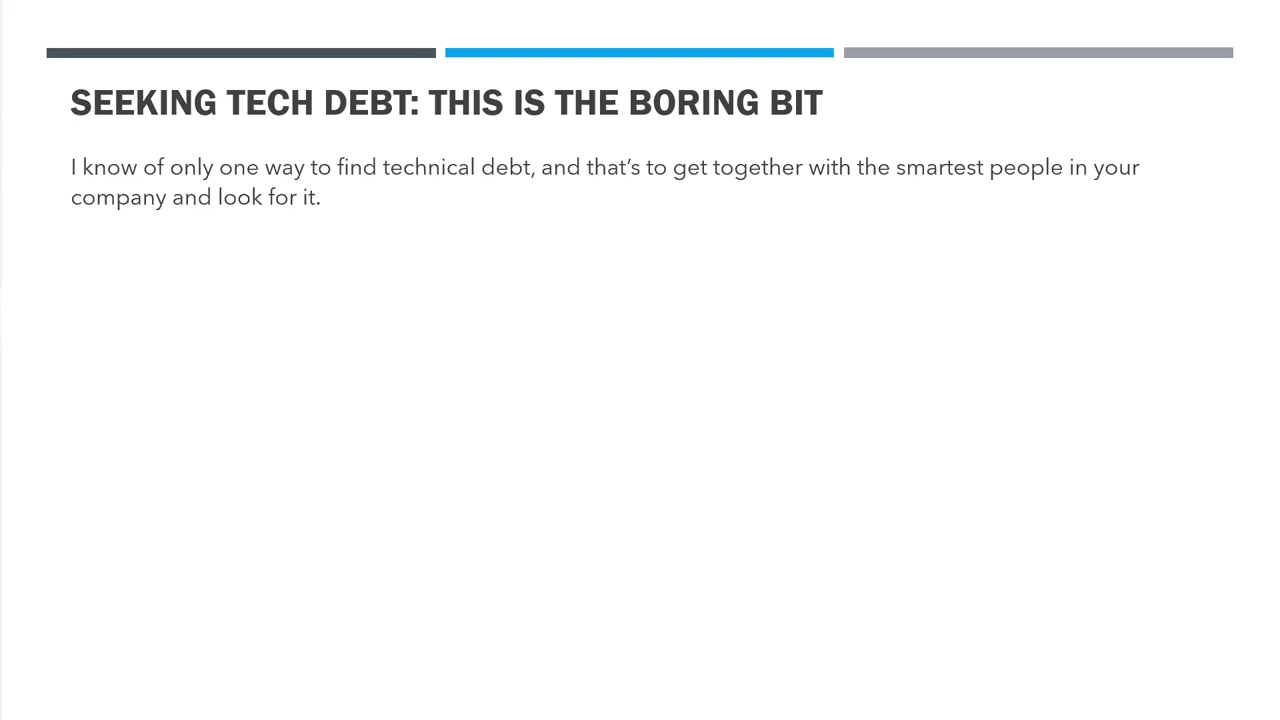 SEEKING TECH DEBT: THIS IS THE BORING BIT
I know of only one way to find technical debt, and that’s to get together with the smartest people in your
company and look for it.